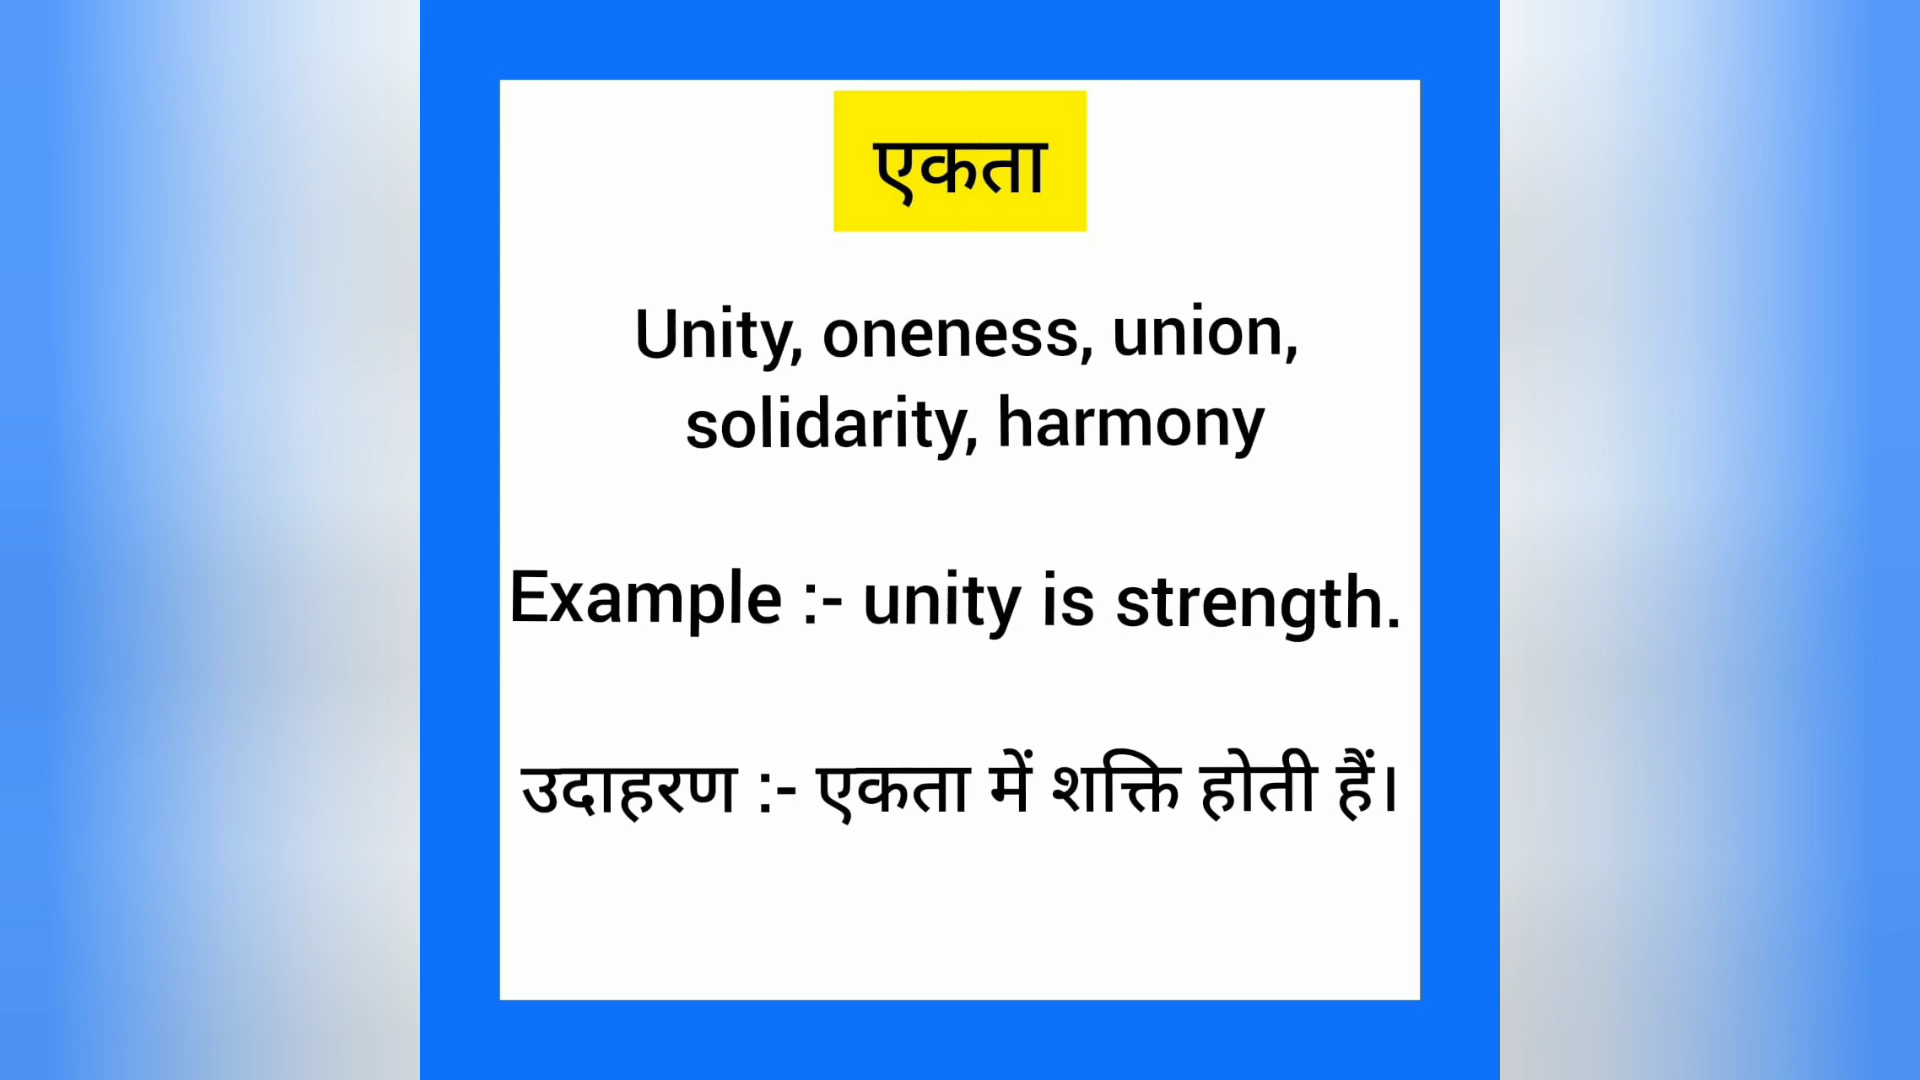 एकता
Unity, oneness, union,
solidarity, harmony
Example :- unity is strength.
उदाहरण :- एकता में शक्ति होती हैं।